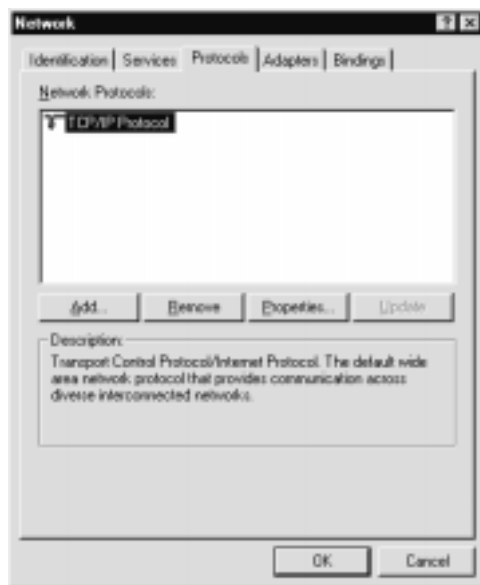 Network
Identification Services Protocols Adapters Bindings
Network Protocols:
TCP/IP Protocol
Add... Remove Properties... Update
Description:
Transport Control Protocol/Internet Protocol. The default wide
area network protocol that provides communication across
diverse interconnected networks.
OK Cancel